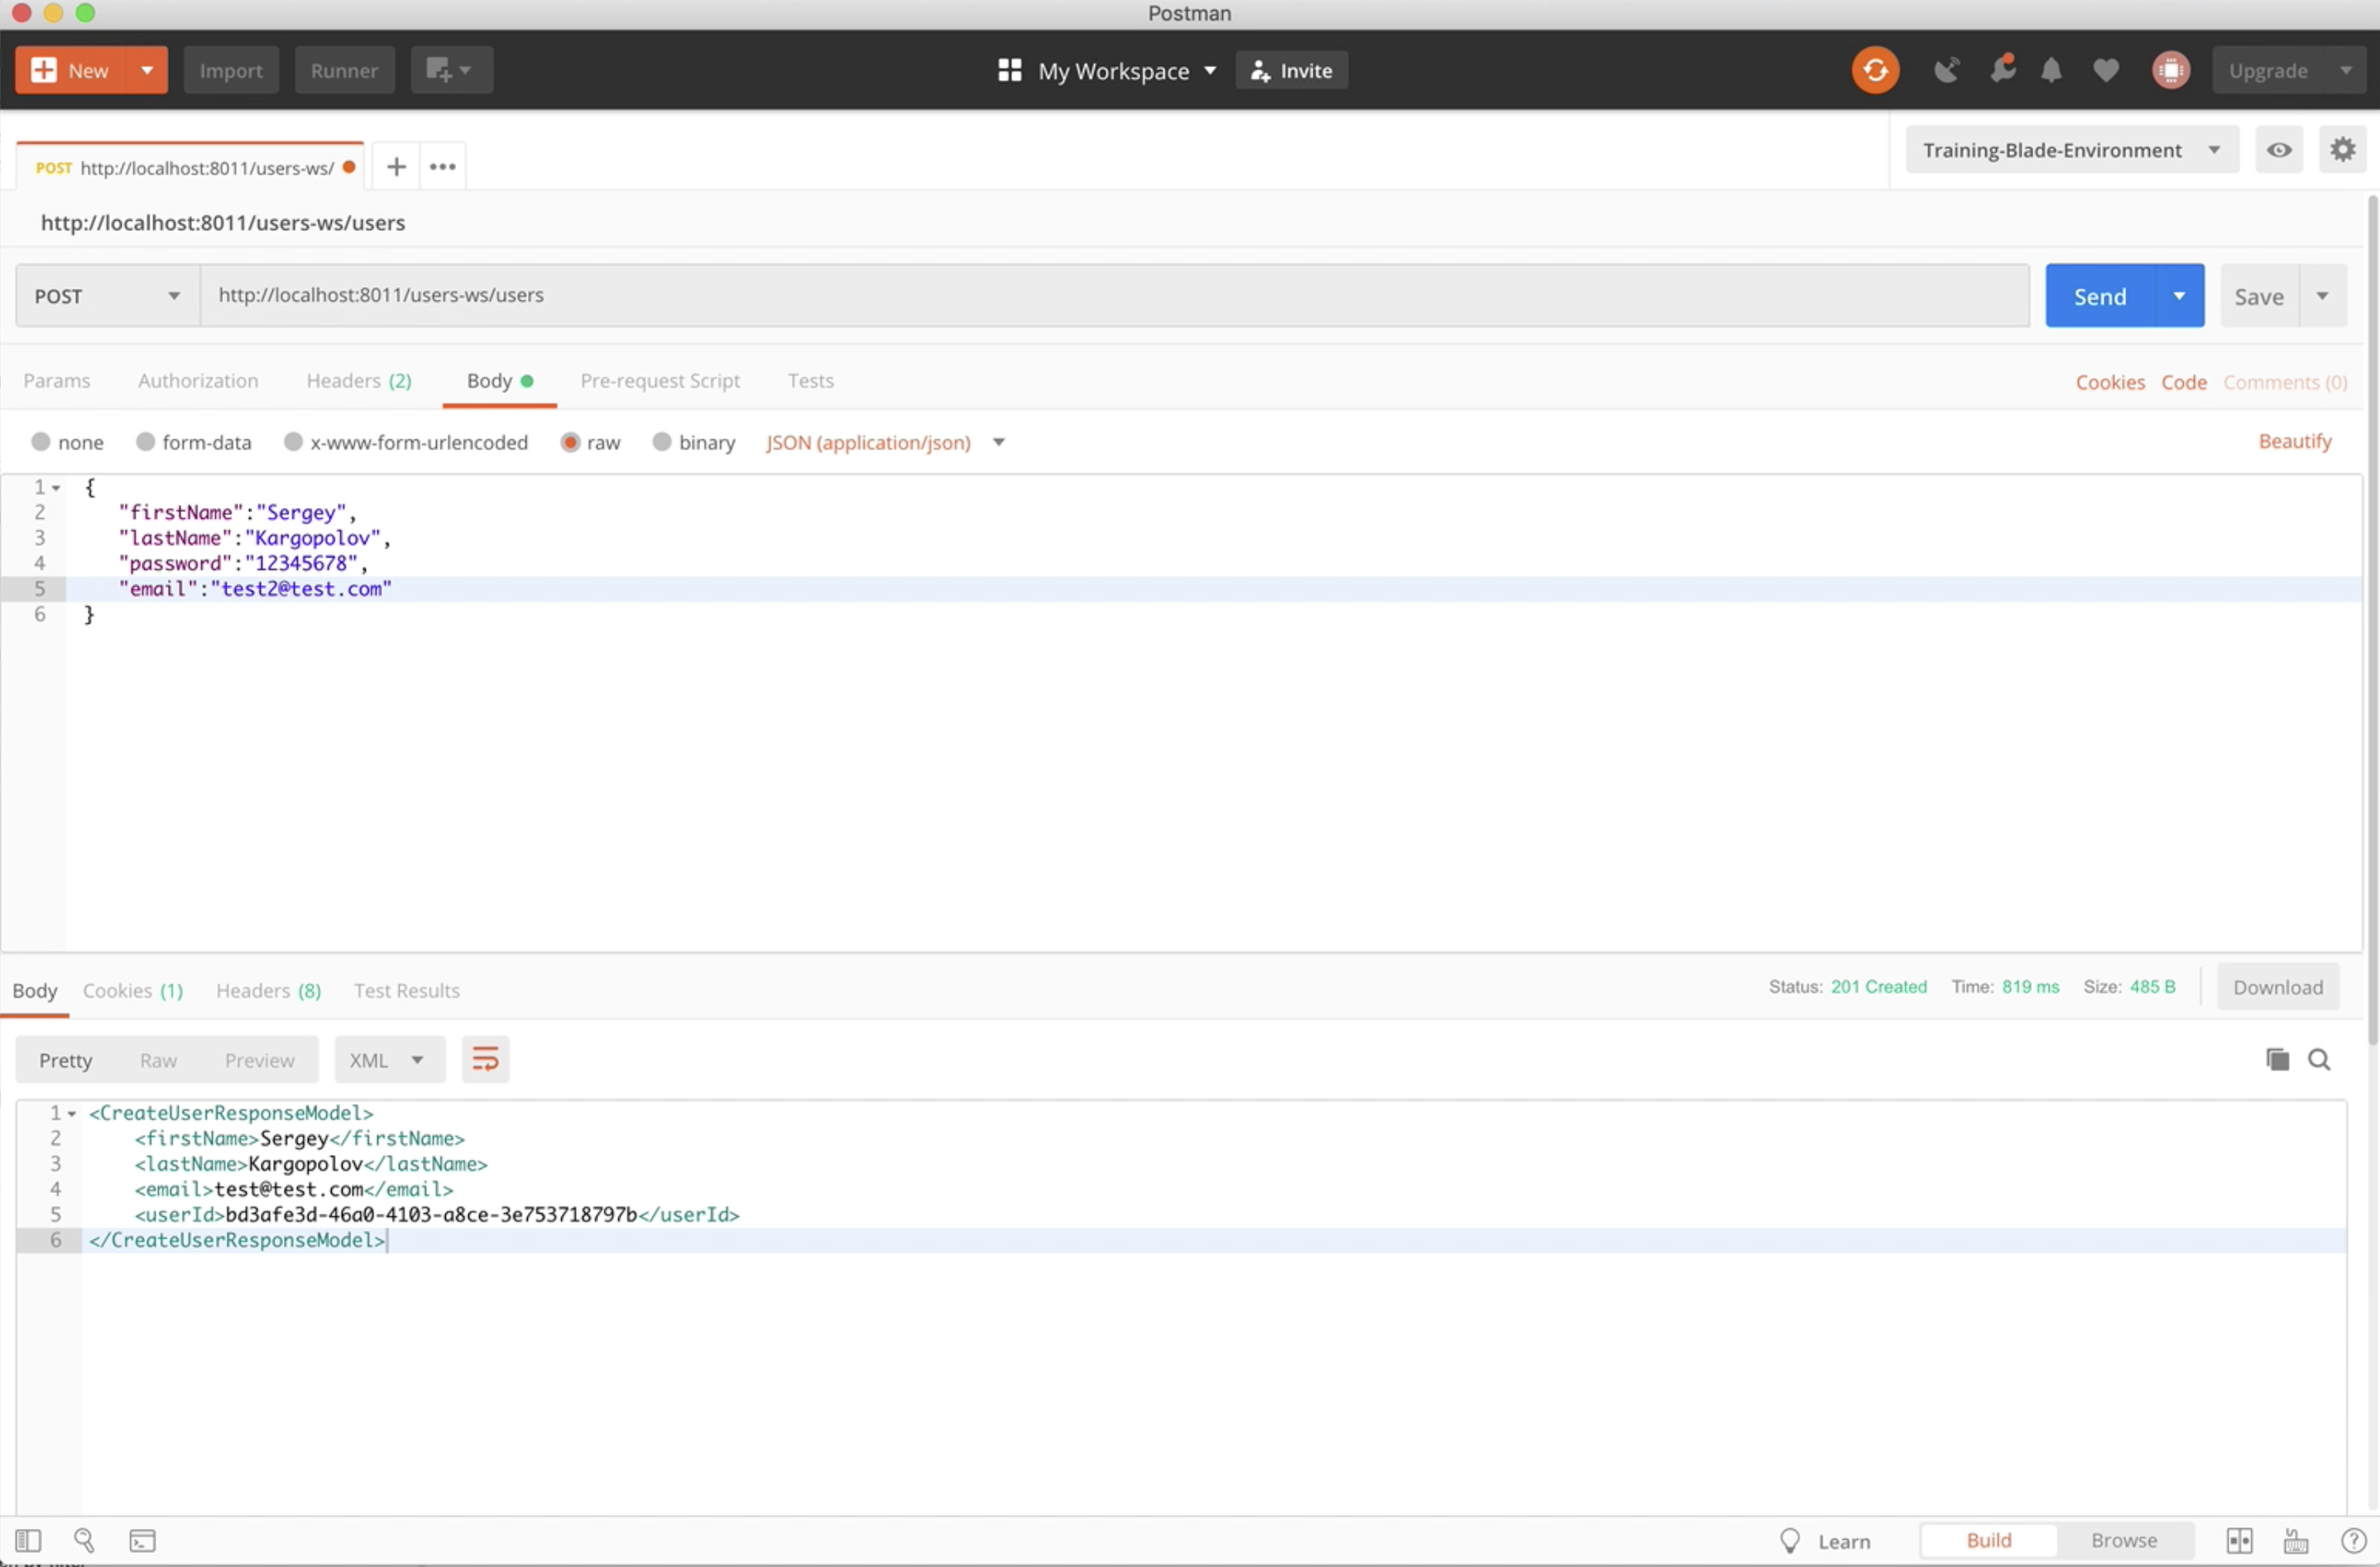 Postman
New
Import
Runner
My Workspace
Invite
Upgrade
POST http://localhost:8011/users-ws/
Training-Blade-Environment
http://localhost:8011/users-ws/users
POST
http://localhost:8011/users-ws/users
Send
Save
Params
Authorization
Headers (2)
Body
Pre-request Script
Tests
Cookies
Code
Comments (0)
none
form-data
x-www-form-urlencoded
raw
binary
JSON (application/json)
Beautify
1 {
2 "firstName":"Sergey",
3 "lastName":"Kargopolov",
4 "password":"12345678",
5 "email":"test2@test.com"
6 }
Body
Cookies (1)
Headers (8)
Test Results
Status: 201 Created
Time: 819 ms
Size: 485 B
Download
Pretty
Raw
Preview
XML
1 <CreateUserResponseModel>
2 <firstName>Sergey</firstName>
3 <lastName>Kargopolov</lastName>
4 <email>test@test.com</email>
5 <userId>bd3afe3d-46a0-4103-a8ce-3e753718797b</userId>
6 </CreateUserResponseModel>
Learn
Build
Browse